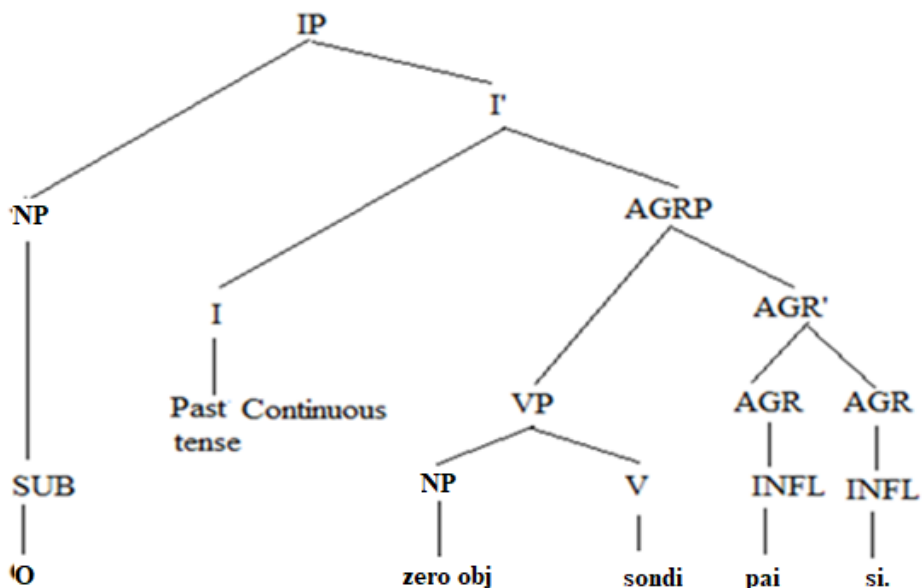 IP
I'
NP
AGRP
I
AGR'
Past Continuous
tense
VP
AGR
AGR
SUB
NP
V
INFL
INFL
O
zero obj
sondi
pai
si.